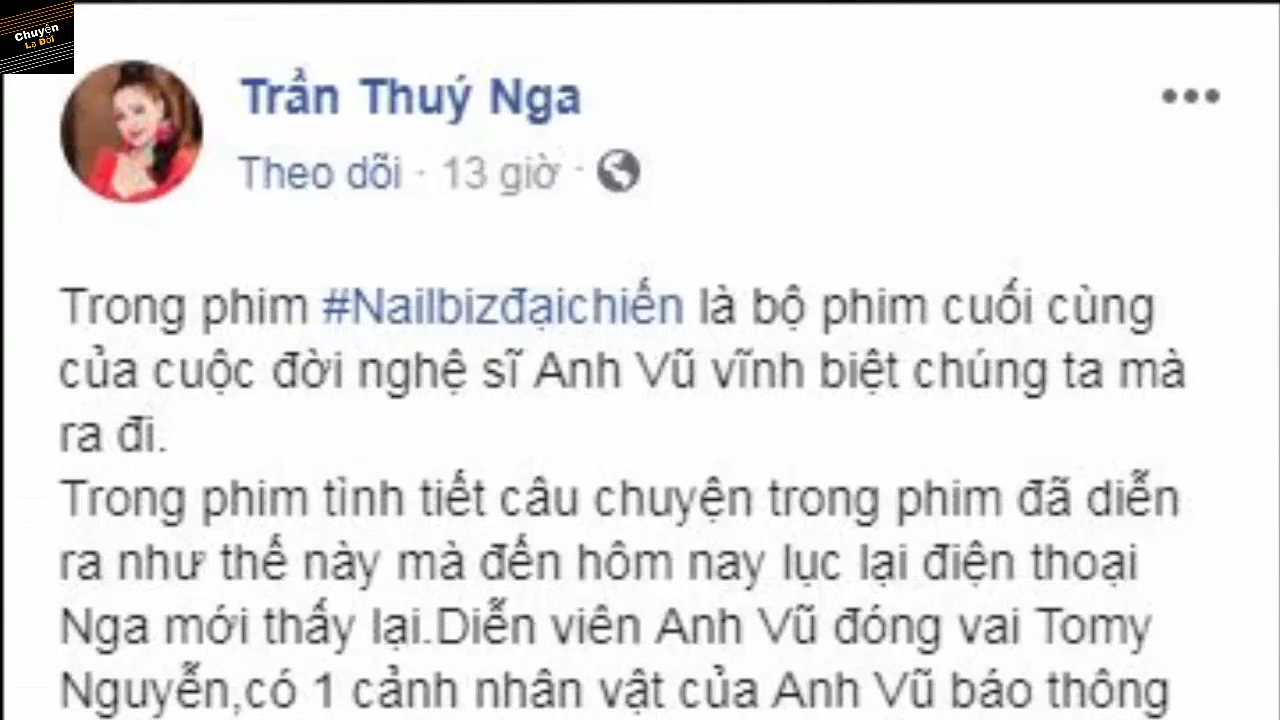 Chuyện
Lạ Đời
Trần Thuý Nga
Theo dõi · 13 giờ ·
Trong phim #Nailbizđạichiến là bộ phim cuối cùng
của cuộc đời nghệ sĩ Anh Vũ vĩnh biệt chúng ta mà
ra đi.
Trong phim tình tiết câu chuyện trong phim đã diễn
ra như thế này mà đến hôm nay lục lại điện thoại
Nga mới thấy lại.Diễn viên Anh Vũ đóng vai Tomy
Nguyễn,có 1 cảnh nhân vật của Anh Vũ báo thông